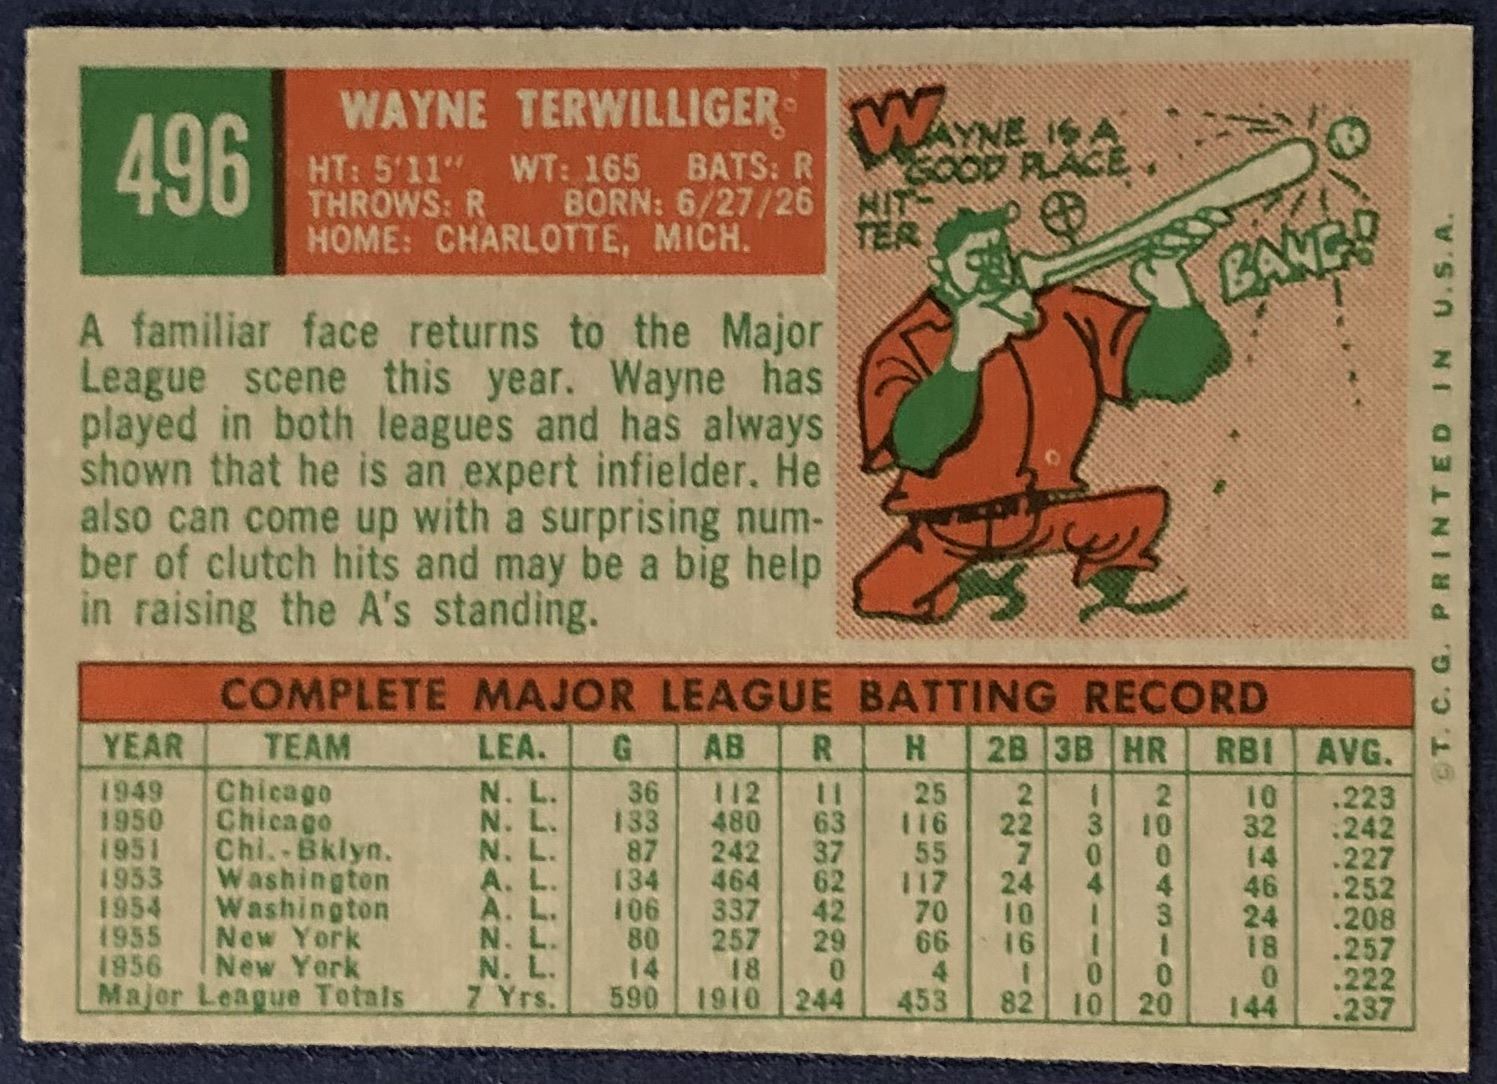 496
WAYNE TERWILLIGER
HT: 5'11" WT: 165 BATS: R
THROWS: R BORN: 6/27/26
HOME: CHARLOTTE, MICH.
A familiar face returns to the Major
League scene this year. Wayne has
played in both leagues and has always
shown that he is an expert infielder. He
also can come up with a surprising num-
ber of clutch hits and may be a big help
in raising the A's standing.
WAYNE IS A
GOOD PLACE
HIT-
TER
BANG!
COMPLETE MAJOR LEAGUE BATTING RECORD
YEAR TEAM LEA. G AB R H 2B 3B HR RBI AVG.
1949 Chicago N. L. 36 112 11 25 2 1 2 10 .223
1950 Chicago N. L. 133 480 63 116 22 3 10 32 .242
1951 Chi.-Bklyn. N. L. 87 242 37 55 7 0 0 14 .227
1953 Washington A. L. 134 464 62 117 24 4 4 46 .252
1954 Washington A. L. 106 337 42 70 10 1 3 24 .208
1955 New York N. L. 80 257 29 66 16 1 1 18 .257
1956 New York N. L. 14 18 0 4 1 0 0 0 .222
Major League Totals 7 Yrs. 590 1910 244 453 82 10 20 144 .237
©T. C. G. PRINTED IN U.S.A.